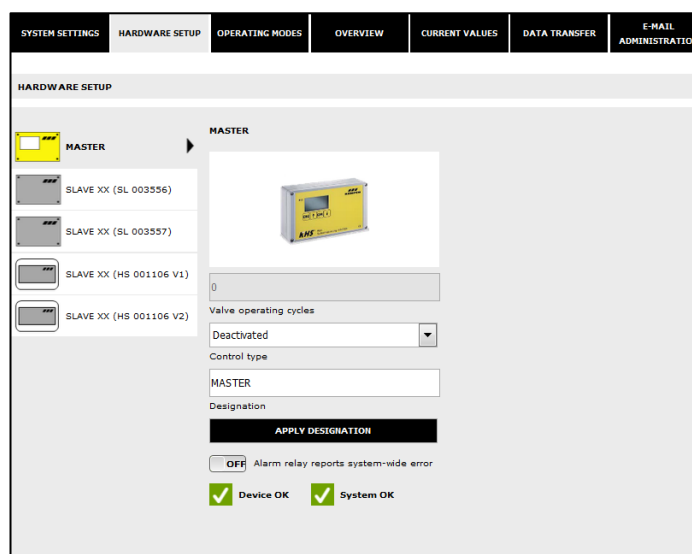 SYSTEM SETTINGS HARDWARE SETUP OPERATING MODES OVERVIEW CURRENT VALUES DATA TRANSFER E-MAIL
ADMINISTRATIO
HARDWARE SETUP
MASTER
SLAVE XX (SL 003556)
SLAVE XX (SL 003557)
SLAVE XX (HS 001106 V1)
SLAVE XX (HS 001106 V2)
MASTER
AHS
0
Valve operating cycles
Deactivated
Control type
MASTER
Designation
APPLY DESIGNATION
OFF Alarm relay reports system-wide error
Device OK System OK